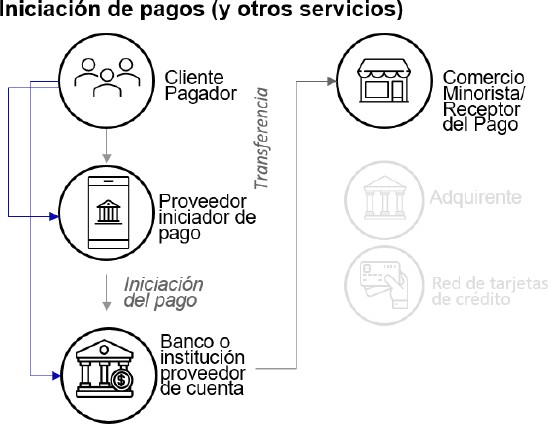 Iniciación de pagos (y otros servicios)
Cliente
Pagador
Transferencia
Comercio
Minorista/
Receptor
del Pago
Proveedor
iniciador de
pago
Adquirente
Iniciación
del pago
Red de tarjetas
de crédito
Banco o
institución
proveedor
de cuenta